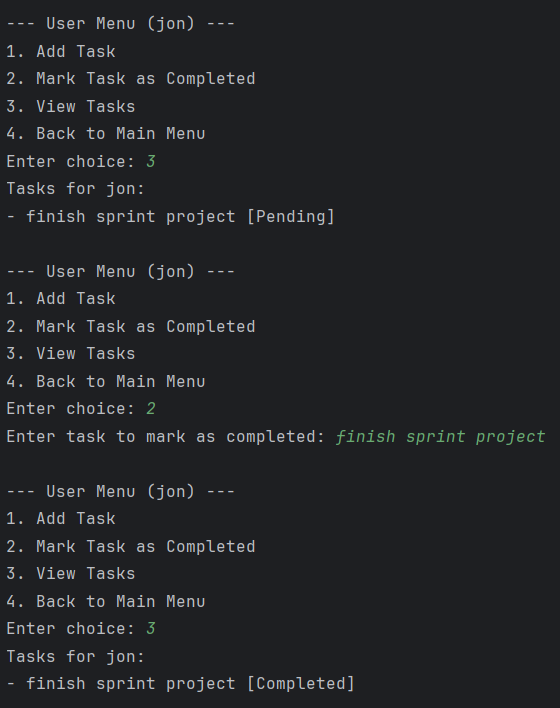 --- User Menu (jon) ---
1. Add Task
2. Mark Task as Completed
3. View Tasks
4. Back to Main Menu
Enter choice: 3
Tasks for jon:
- finish sprint project [Pending]

--- User Menu (jon) ---
1. Add Task
2. Mark Task as Completed
3. View Tasks
4. Back to Main Menu
Enter choice: 2
Enter task to mark as completed: finish sprint project

--- User Menu (jon) ---
1. Add Task
2. Mark Task as Completed
3. View Tasks
4. Back to Main Menu
Enter choice: 3
Tasks for jon:
- finish sprint project [Completed]